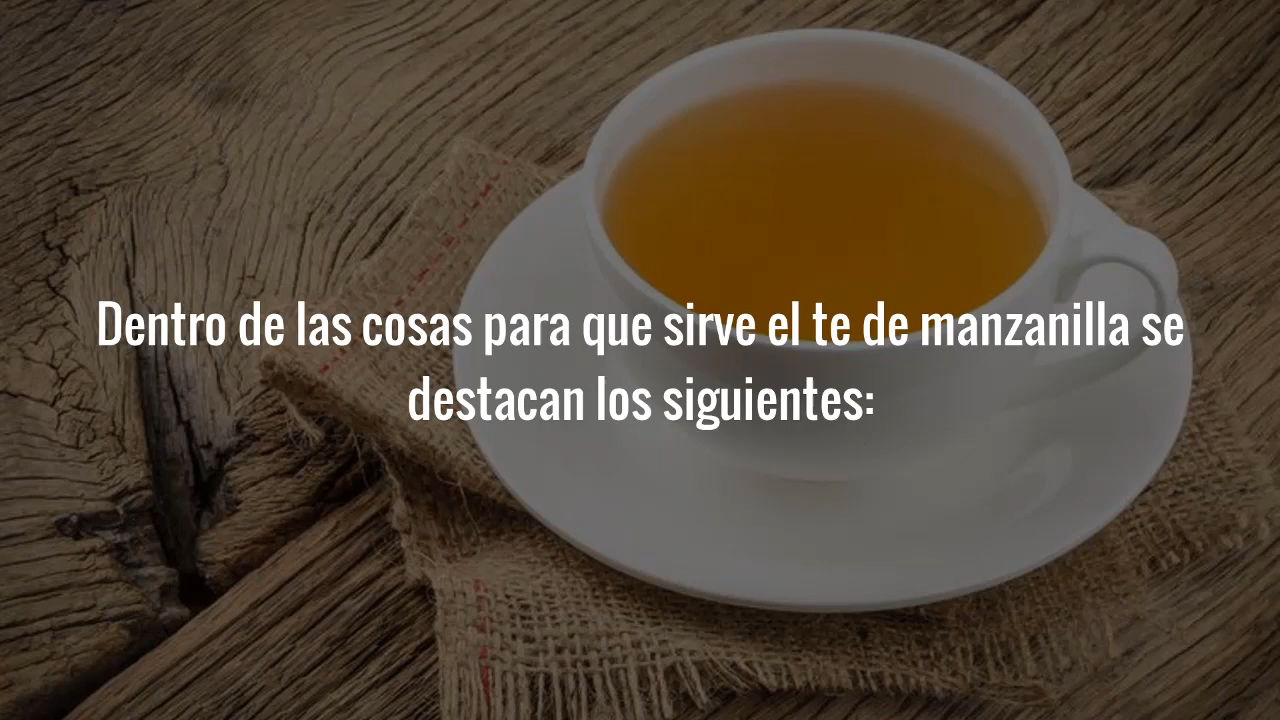 Dentro de las cosas para que sirve el te de manzanilla se
destacan los siguientes: